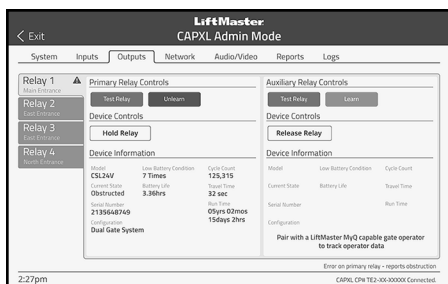 LiftMaster
Exit
CAPXL Admin Mode
System Inputs Outputs Network Audio/Video Reports Logs
Relay 1
Main Entrance
Relay 2
East Entrance
Relay 3
East Entrance
Relay 4
North Entrance
Primary Relay Controls
Test Relay Unlearn
Device Controls
Hold Relay
Device Information
Model Low Battery Condition Cycle Count
CSL24V 7 Times 125,315
Current State Battery Life Travel Time
Obstructed 3.36hrs 32 sec
Serial Number Run Time
2135648749 05yrs 02mos
15days 2hrs
Configuration
Dual Gate System
Auxiliary Relay Controls
Test Relay Learn
Device Controls
Release Relay
Device Information
Model Low Battery Condition Cycle Count
Current State Battery Life Travel Time
Serial Number Run Time
Configuration
Pair with a LiftMaster MyQ capable gate operator
to track operator data
Error on primary relay - reports obstruction
2:27pm CAPXL CP# TE2-XX-XXXXX Connected.